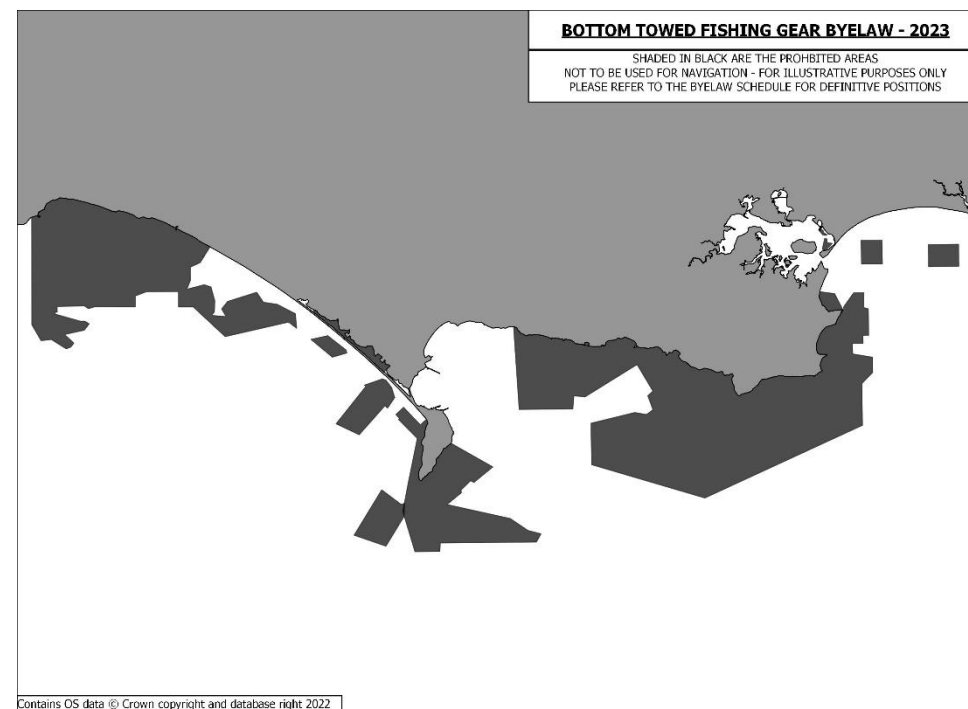 BOTTOM TOWED FISHING GEAR BYELAW - 2023
SHADED IN BLACK ARE THE PROHBITED AREAS
NOT TO BE USED FOR NAVIGATION - FOR ILLUSTRATIVE PURPOSES ONLY
PLEASE REFER TO THE BYELAW SCHEDULE FOR DEFINITIVE POSITIONS
Contains OS data © Crown copyright and database right 2022